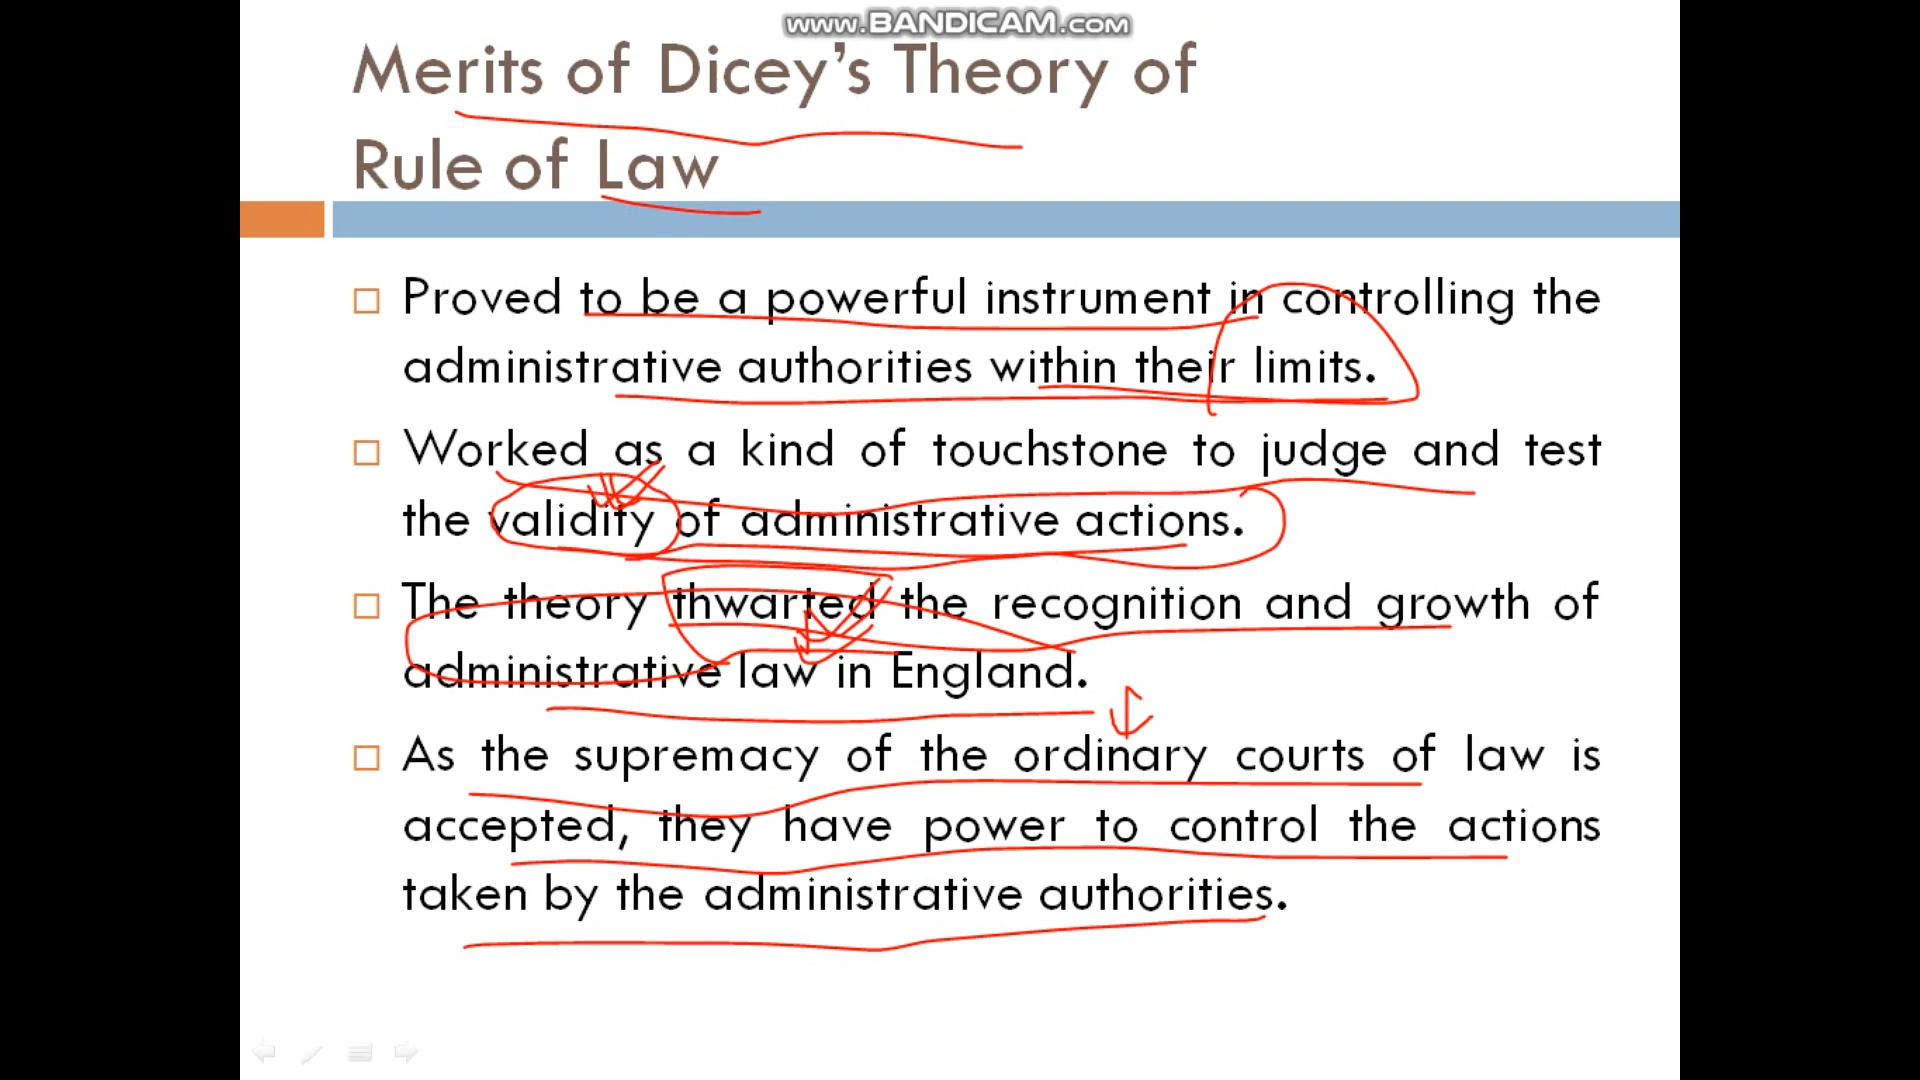 www.BANDICAM.com
Merits of Dicey's Theory of
Rule of Law
Proved to be a powerful instrument in controlling the
administrative authorities within their limits.
Worked as a kind of touchstone to judge and test
the validity of administrative actions.
The theory thwarted the recognition and growth of
administrative law in England.
As the supremacy of the ordinary courts of law is
accepted, they have power to control the actions
taken by the administrative authorities.